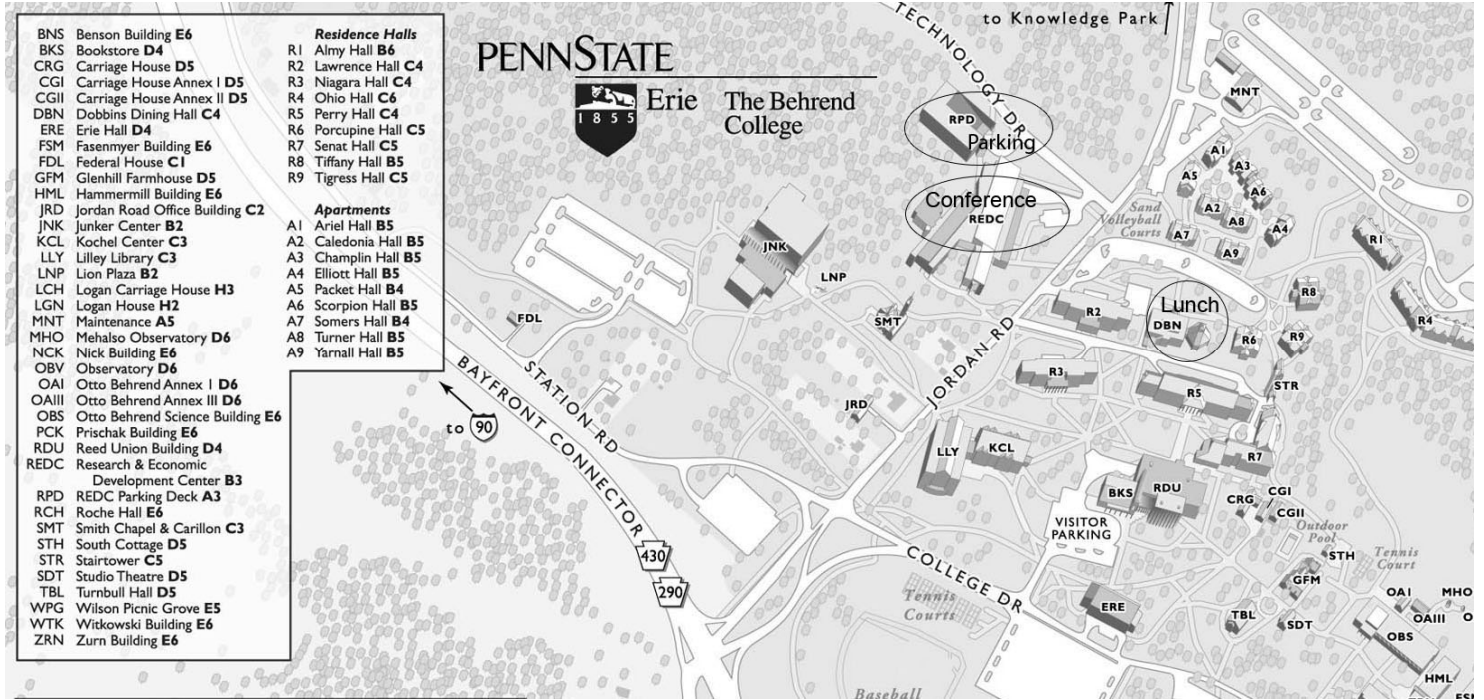 BNS Benson Building E6
BKS Bookstore D4
CRG Carriage House D5
CGI Carriage House Annex I D5
CGII Carriage House Annex II D5
DBN Dobbins Dining Hall C4
ERE Erie Hall D4
FSM Fasenmyer Building E6
FDL Federal House C1
GFM Glenhill Farmhouse D5
HML Hammermill Building E6
JRD Jordan Road Office Building C2
JNK Junker Center B2
KCL Kochel Center C3
LLY Lilley Library C3
LNP Lion Plaza B2
LCH Logan Carriage House H3
LGN Logan House H2
MNT Maintenance A5
MHO Mehalso Observatory D6
NCK Nick Building E6
OBV Observatory D6
OAI Otto Behrend Annex I D6
OAIII Otto Behrend Annex III D6
OBS Otto Behrend Science Building E6
PCK Prischak Building E6
RDU Reed Union Building D4
REDC Research & Economic
Development Center B3
RPD REDC Parking Deck A3
RCH Roche Hall E6
SMT Smith Chapel & Carillon C3
STH South Cottage D5
STR Stairtower C5
SDT Studio Theatre D5
TBL Turnbull Hall D5
WPG Wilson Picnic Grove E5
WTK Witkowski Building E6
ZRN Zurn Building E6
Residence Halls
R1 Almy Hall B6
R2 Lawrence Hall C4
R3 Niagara Hall C4
R4 Ohio Hall C6
R5 Perry Hall C4
R6 Porcupine Hall C5
R7 Senat Hall C5
R8 Tiffany Hall B5
R9 Tigress Hall C5
Apartments
A1 Ariel Hall B5
A2 Caledonia Hall B5
A3 Champlin Hall B5
A4 Elliott Hall B5
A5 Packet Hall B4
A6 Scorpion Hall B5
A7 Somers Hall B4
A8 Turner Hall B5
A9 Yarnall Hall B5
PENNSTATE
1855
Erie
The Behrend
College
to Knowledge Park
TECHNOLOGY DR
MNT
RPD
Parking
Conference
REDC
A1
A3
A5
A6
A2
A8
A4
A7
A9
Sand
Volleyball
Courts
R1
JNK
LNP
SMT
FDL
R2
Lunch
DBN
R8
R4
R6
R9
STR
R3
R5
JORDAN RD
JRD
STATION RD
BAYFRONT CONNECTOR
to 90
LLY
KCL
R7
BKS
RDU
CRG
CGI
CGII
VISITOR
PARKING
Outdoor
Pool
STH
Tennis
Court
GFM
430
290
COLLEGE DR
Tennis
Courts
ERE
TBL
SDT
OAI
MHO
OAIII
OBS
HML
Baseball